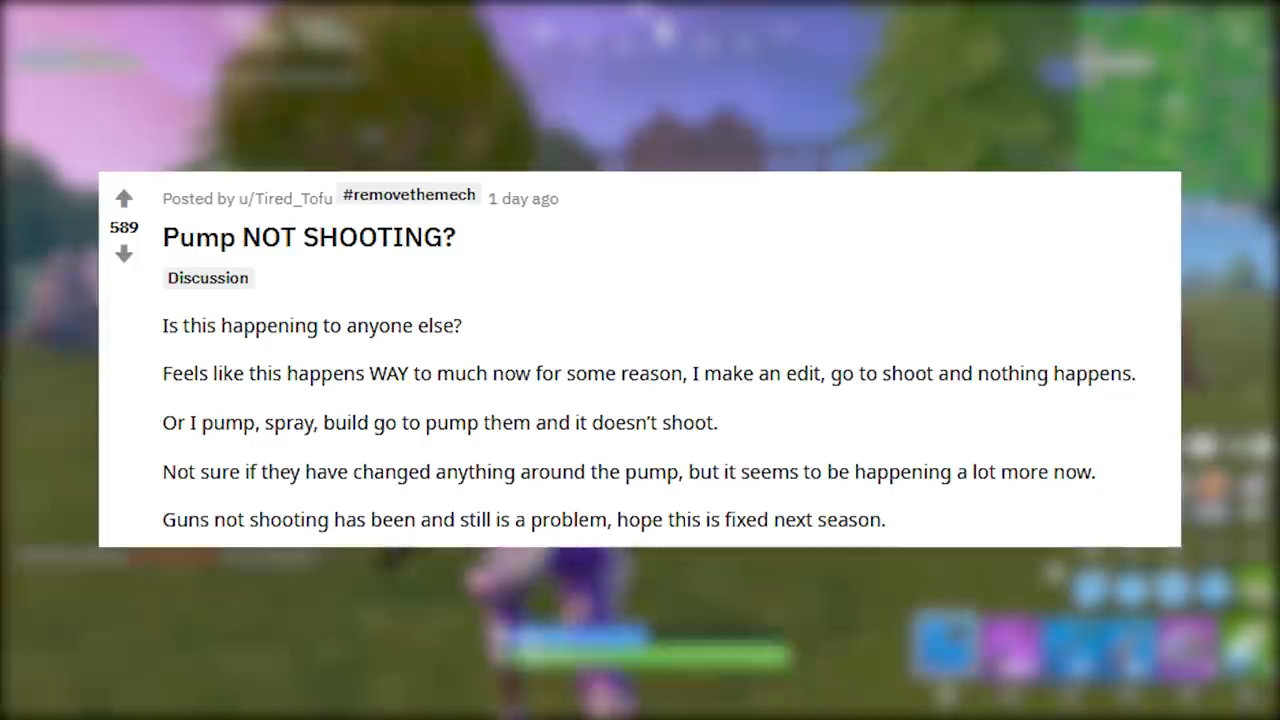 Posted by u/Tired_Tofu #removethemech 1 day ago
589
Pump NOT SHOOTING?
Discussion
Is this happening to anyone else?
Feels like this happens WAY to much now for some reason, I make an edit, go to shoot and nothing happens.
Or I pump, spray, build go to pump them and it doesn’t shoot.
Not sure if they have changed anything around the pump, but it seems to be happening a lot more now.
Guns not shooting has been and still is a problem, hope this is fixed next season.